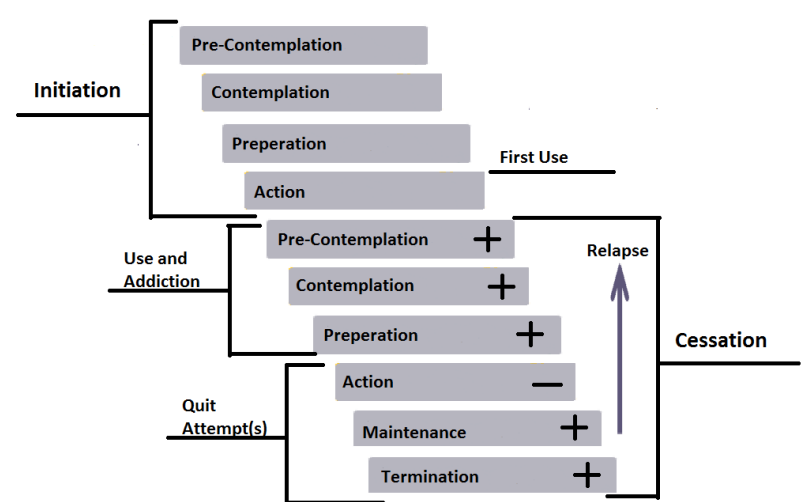 Pre-Contemplation
Initiation
Contemplation
Preperation
First Use
Action
Pre-Contemplation +
Use and
Addiction
Relapse
Contemplation +
Preperation +
Cessation
Action −
Quit
Attempt(s)
Maintenance +
Termination +